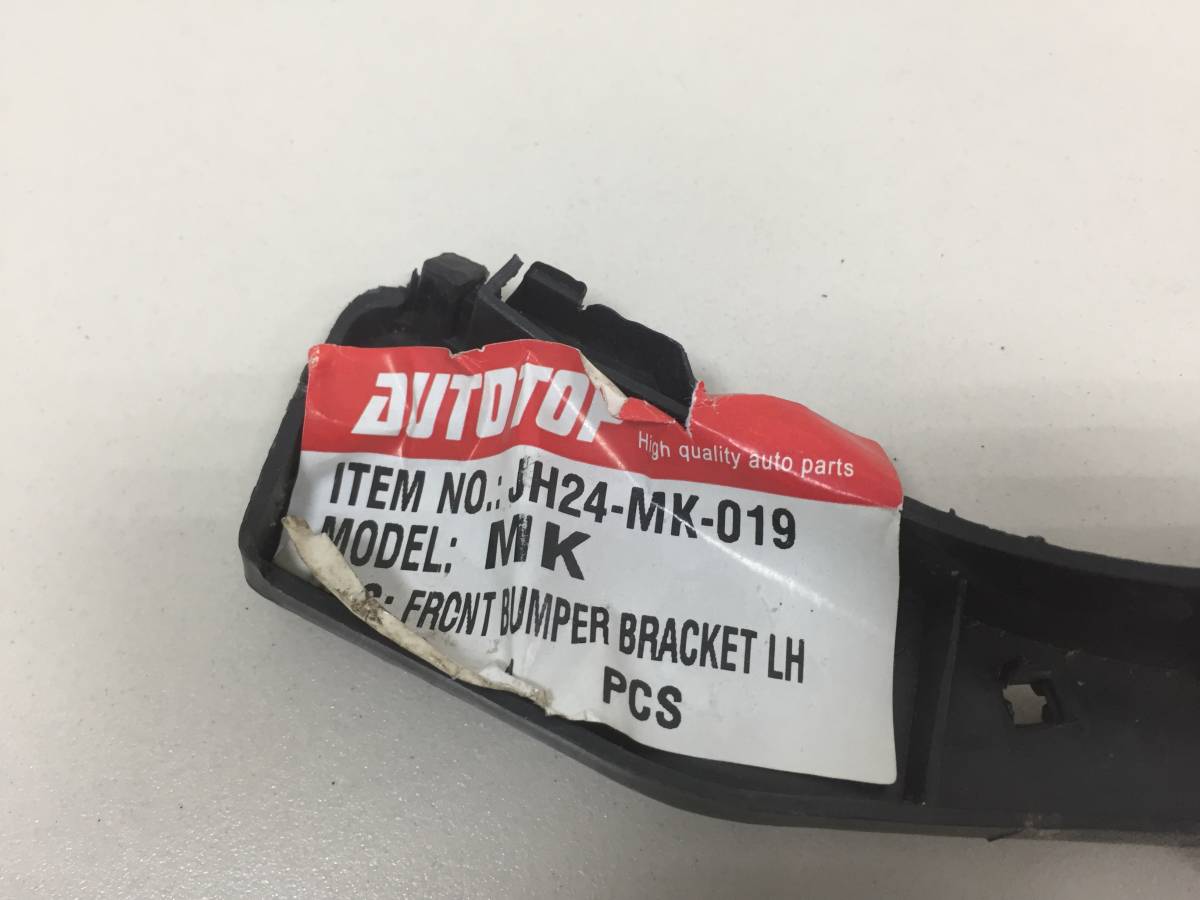 AUTOTOP
High quality auto parts
ITEM NO.: JH24-MK-019
MODEL: MK
FRONT BUMPER BRACKET LH
PCS